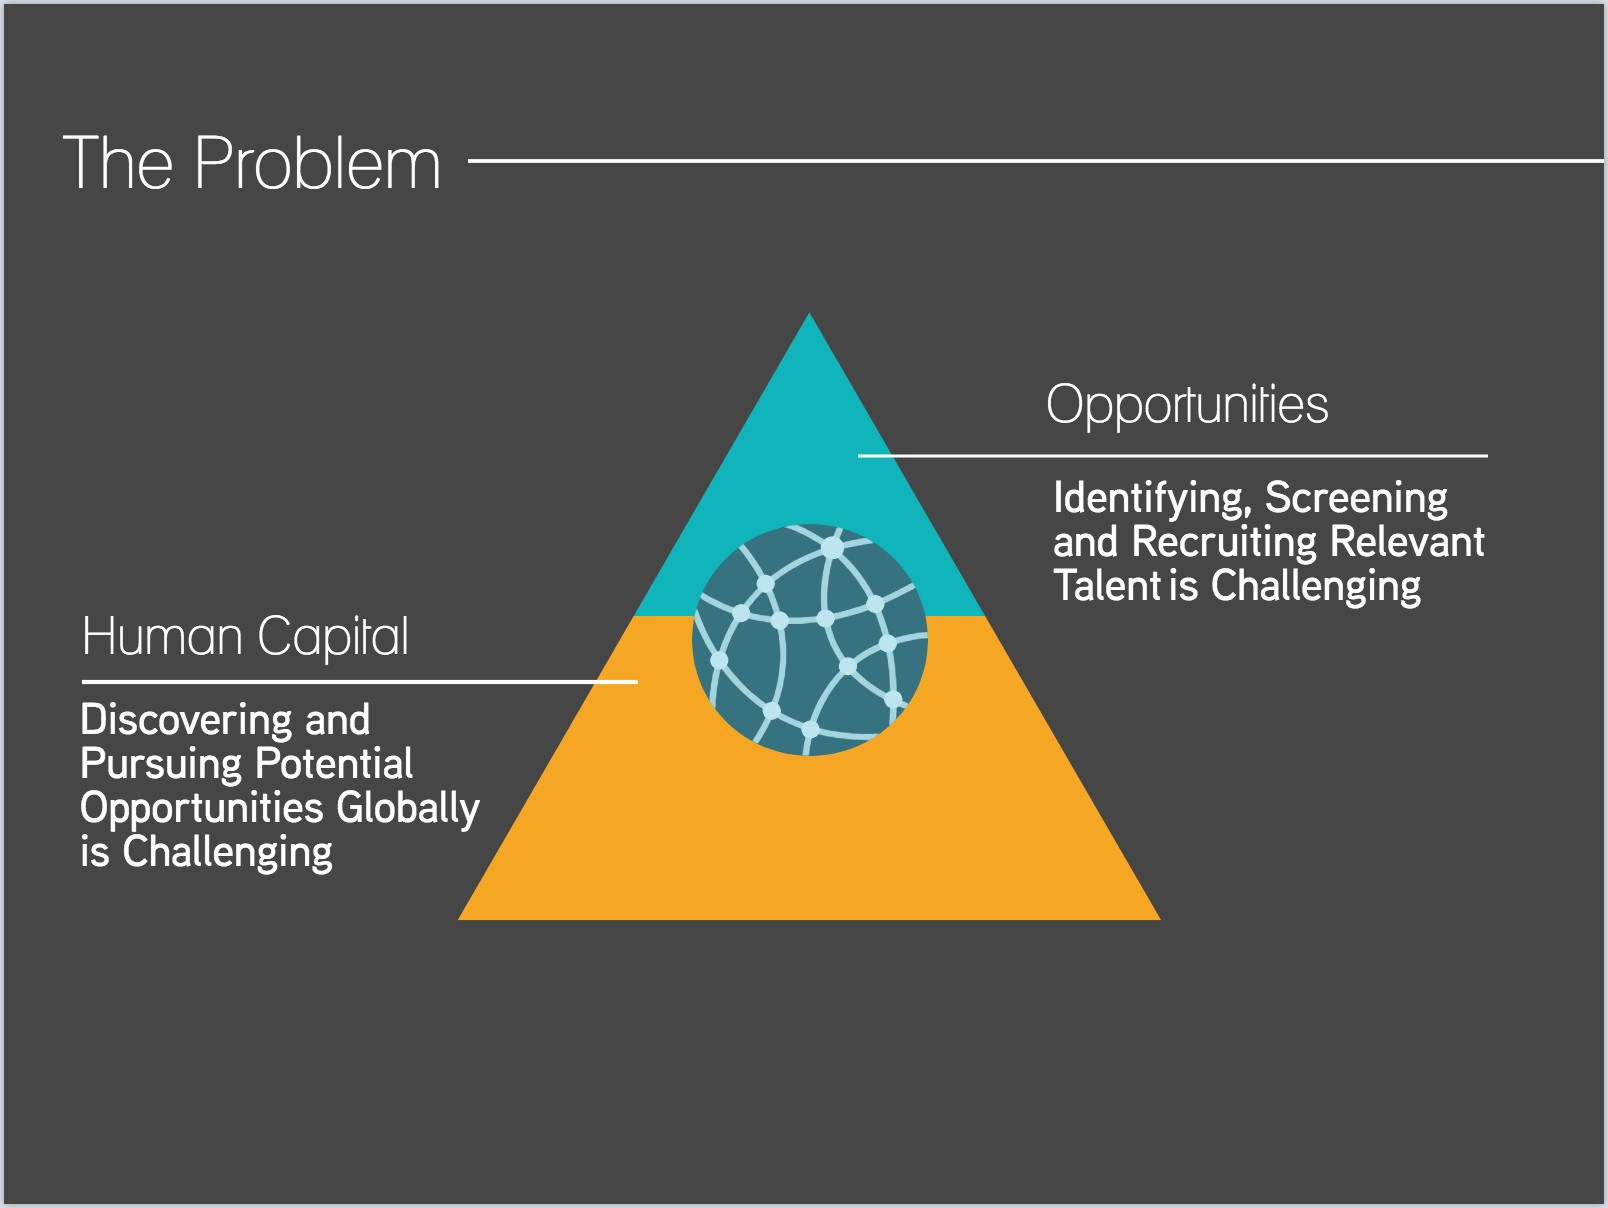 The Problem
Opportunities
Identifying, Screening
and Recruiting Relevant
Talent is Challenging
Human Capital
Discovering and
Pursuing Potential
Opportunities Globally
is Challenging